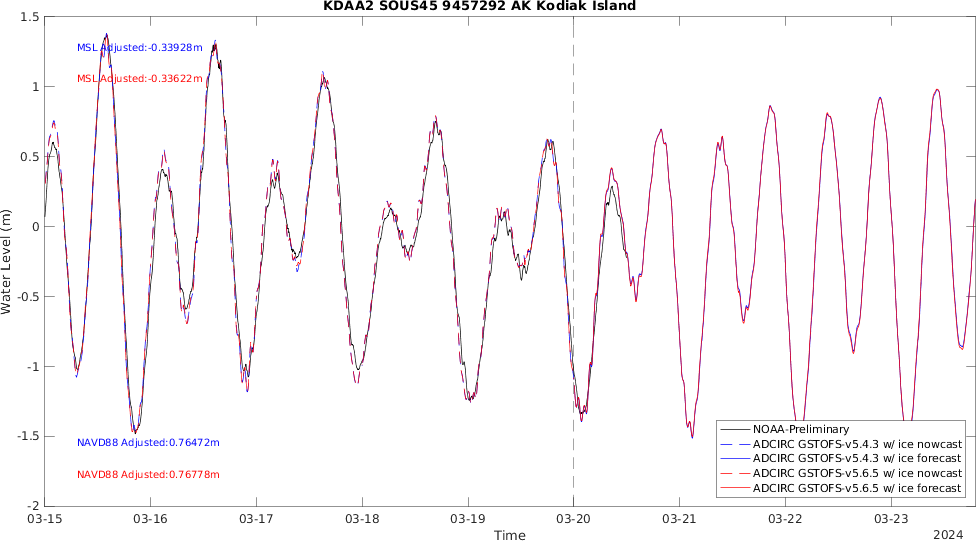 KDAA2 SOUS45 9457292 AK Kodiak Island
1.5
1
0.5
0
-0.5
-1
-1.5
-2
Water Level (m)
MSL Adjusted:-0.33928m
MSL Adjusted:-0.33622m
NAVD88 Adjusted:0.76472m
NAVD88 Adjusted:0.76778m
NOAA-Preliminary
ADCIRC GSTOFS-v5.4.3 w/ ice nowcast
ADCIRC GSTOFS-v5.4.3 w/ ice forecast
ADCIRC GSTOFS-v5.6.5 w/ ice nowcast
ADCIRC GSTOFS-v5.6.5 w/ ice forecast
03-15 03-16 03-17 03-18 03-19 03-20 03-21 03-22 03-23
Time
2024